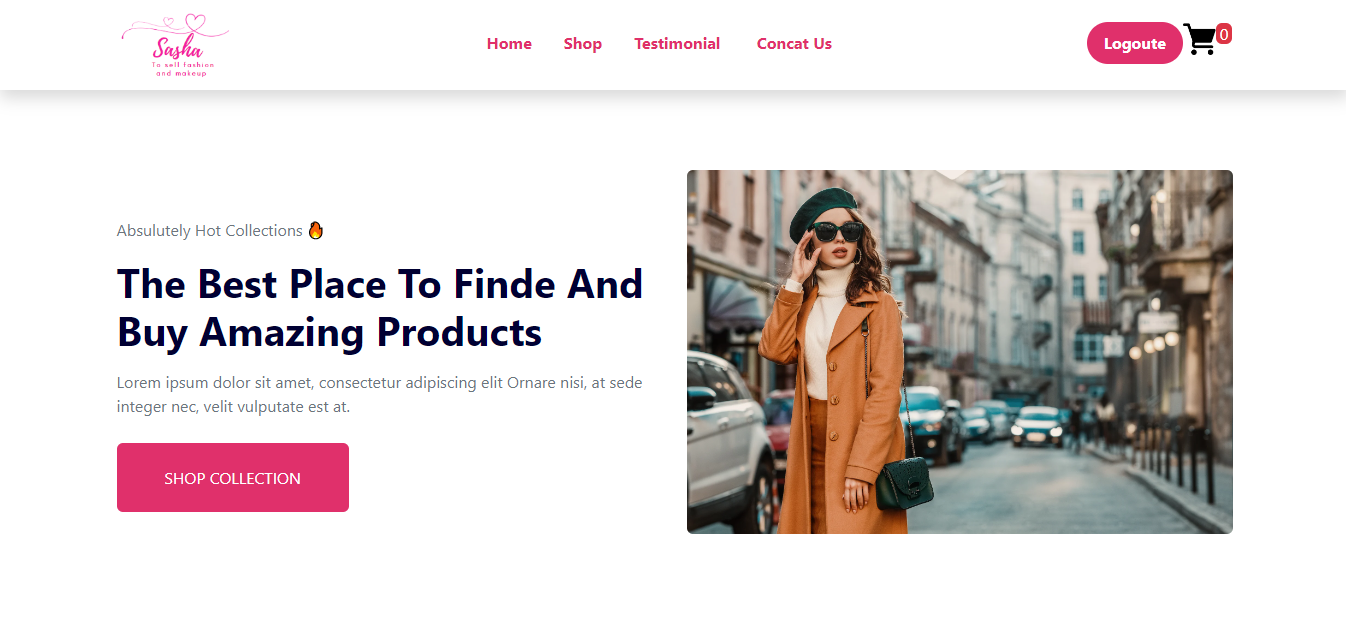 Sasha
To sell fashion
and makeup
Home Shop Testimonial Concat Us
Logoute 0
Absulutely Hot Collections 🔥
The Best Place To Finde And
Buy Amazing Products
Lorem ipsum dolor sit amet, consectetur adipiscing elit Ornare nisi, at sede
integer nec, velit vulputate est at.
SHOP COLLECTION